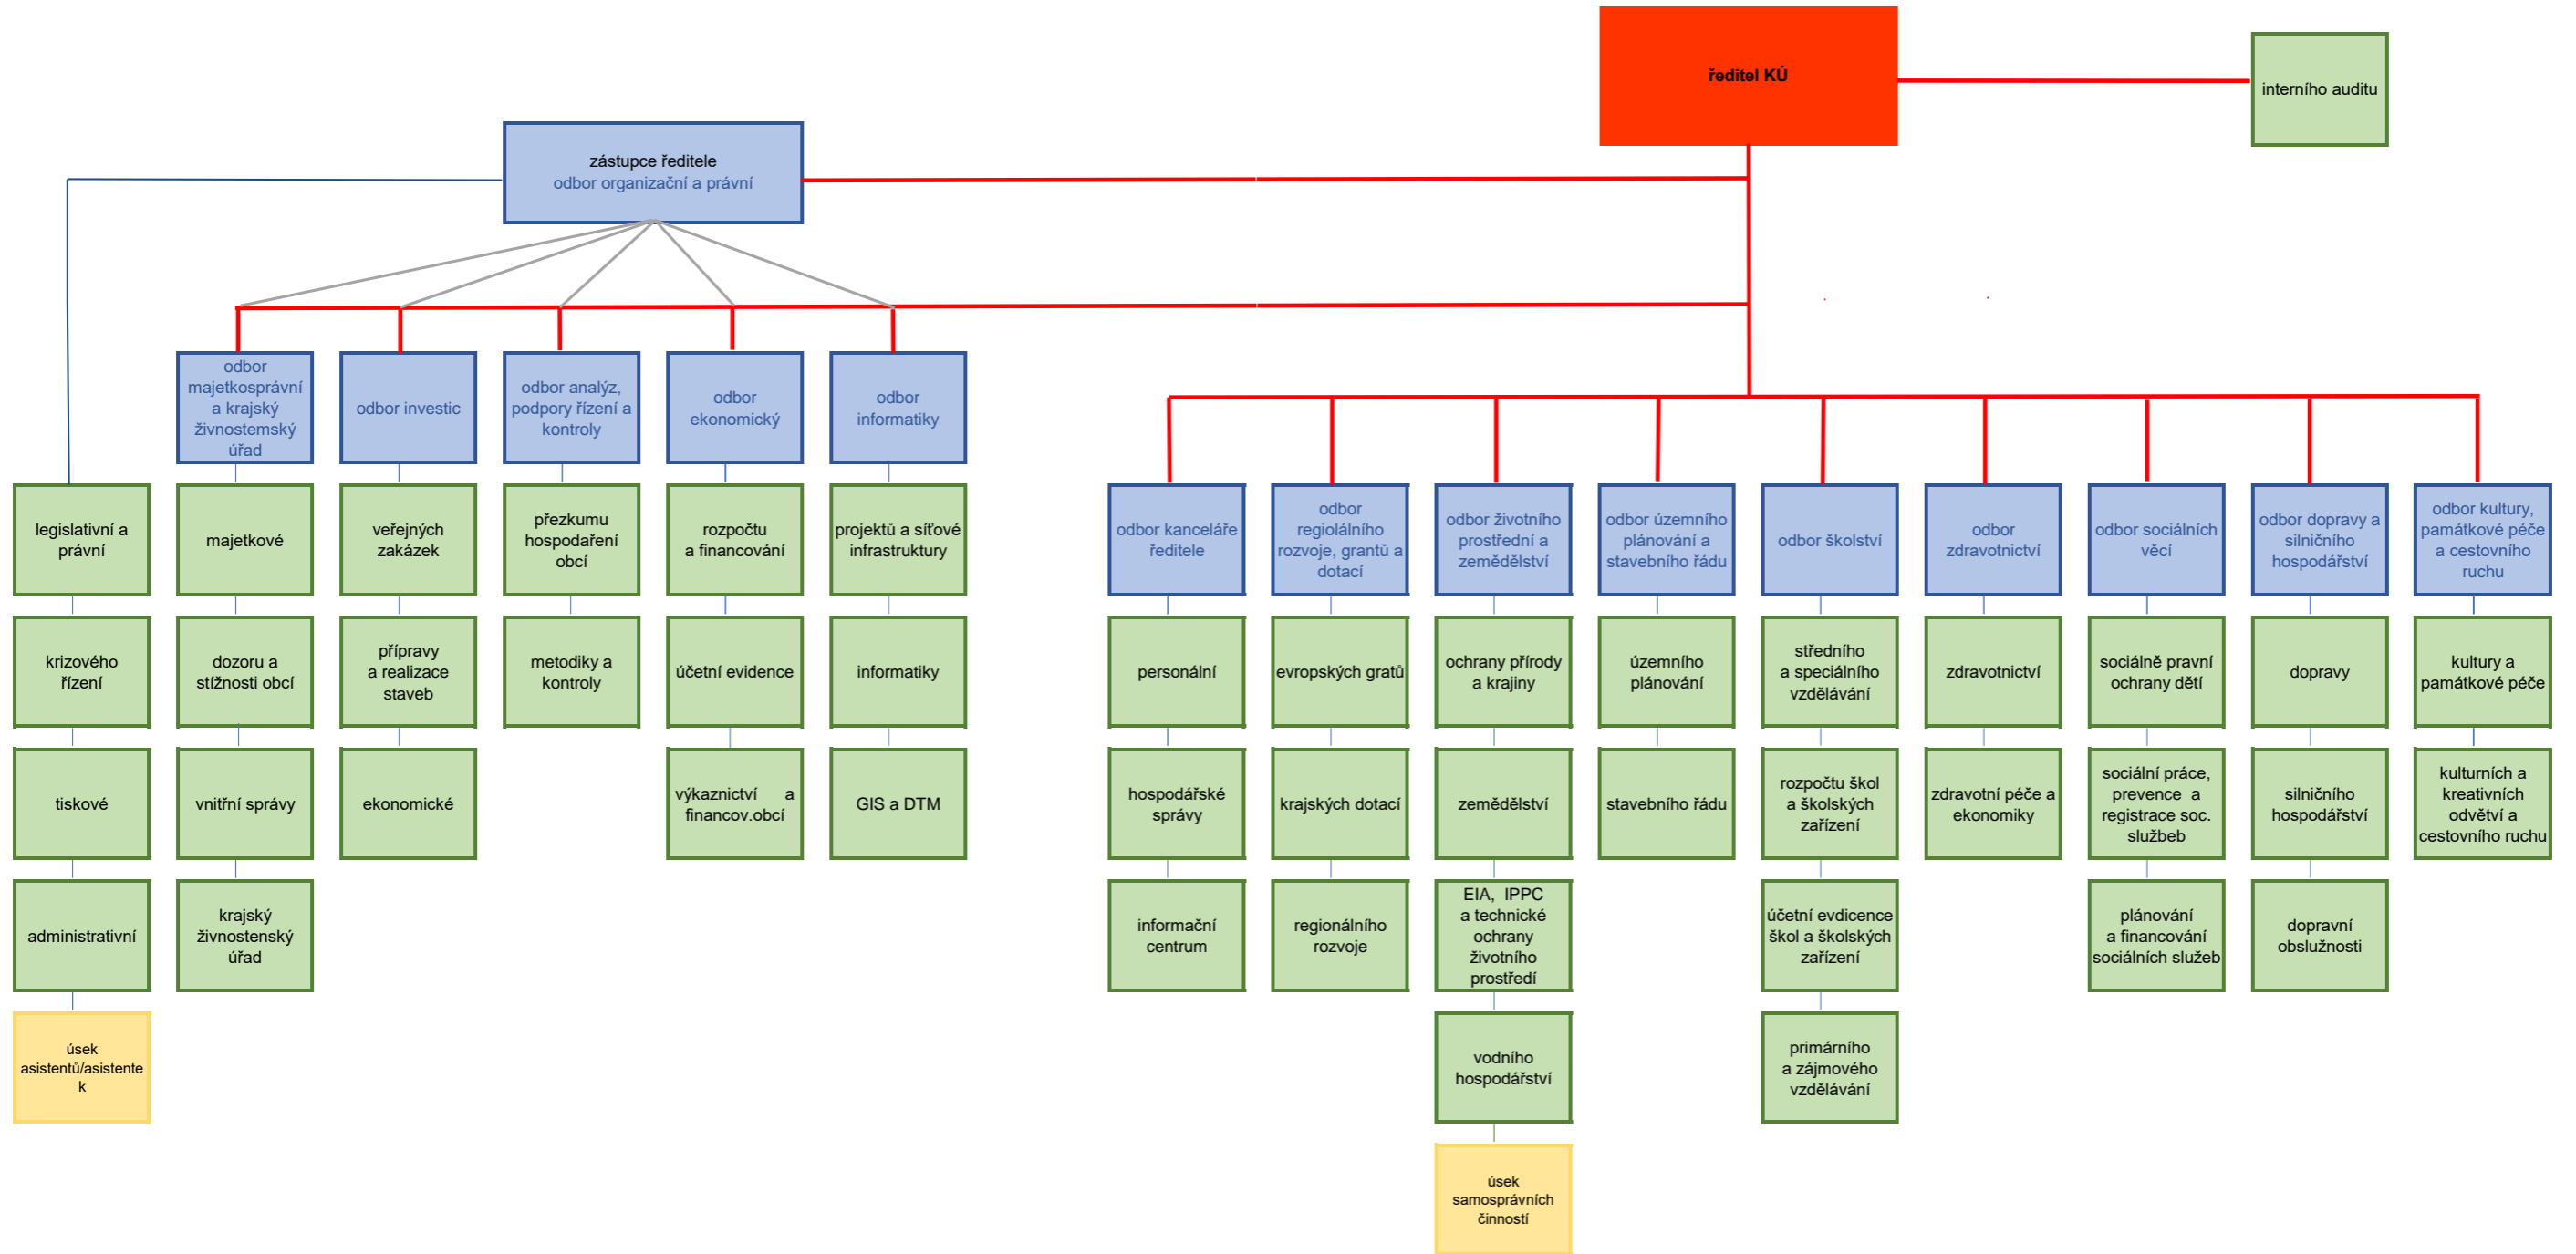 ředitel KÚ
interního auditu
zástupce ředitele
odbor organizační a právní
odbor
majetkosprávní
a krajský
živnostemský
úřad
odbor investic
odbor analýz,
podpory řízení a
kontroly
odbor
ekonomický
odbor
informatiky
legislativní a
právní
majetkové
veřejných
zakázek
přezkumu
hospodaření
obcí
rozpočtu
a financování
projektů a síťové
infrastruktury
odbor kanceláře
ředitele
odbor
regiolálního
rozvoje, grantů a
dotací
odbor životního
prostřední a
zemědělství
odbor územního
plánování a
stavebního řádu
odbor školství
odbor
zdravotnictví
odbor sociálních
věcí
odbor dopravy a
silničního
hospodářství
odbor kultury,
památkové péče
a cestovního
ruchu
krizového
řízení
dozoru a
stížnosti obcí
přípravy
a realizace
staveb
metodiky a
kontroly
účetní evidence
informatiky
personální
evropských gratů
ochrany přírody
a krajiny
územního
plánování
středního
a speciálního
vzdělávání
zdravotnictví
sociálně pravní
ochrany dětí
dopravy
kultury a
památkové péče
tiskové
vnitřní správy
ekonomické
výkaznictví a
financov.obcí
GIS a DTM
hospodářské
správy
krajských dotací
zemědělství
stavebního řádu
rozpočtu škol
a školských
zařízení
zdravotní péče a
ekonomiky
sociální práce,
prevence a
registrace soc.
službeb
silničního
hospodářství
kulturních a
kreativních
odvětví a
cestovního ruchu
administrativní
krajský
živnostenský
úřad
informační
centrum
regionálního
rozvoje
EIA, IPPC
a technické
ochrany
životního
prostředí
účetní evdicence
škol a školských
zařízení
plánování
a financování
sociálních služeb
dopravní
obslužnosti
úsek
asistentů/asistente
k
vodního
hospodářství
primárního
a zájmového
vzdělávání
úsek
samosprávních
činností